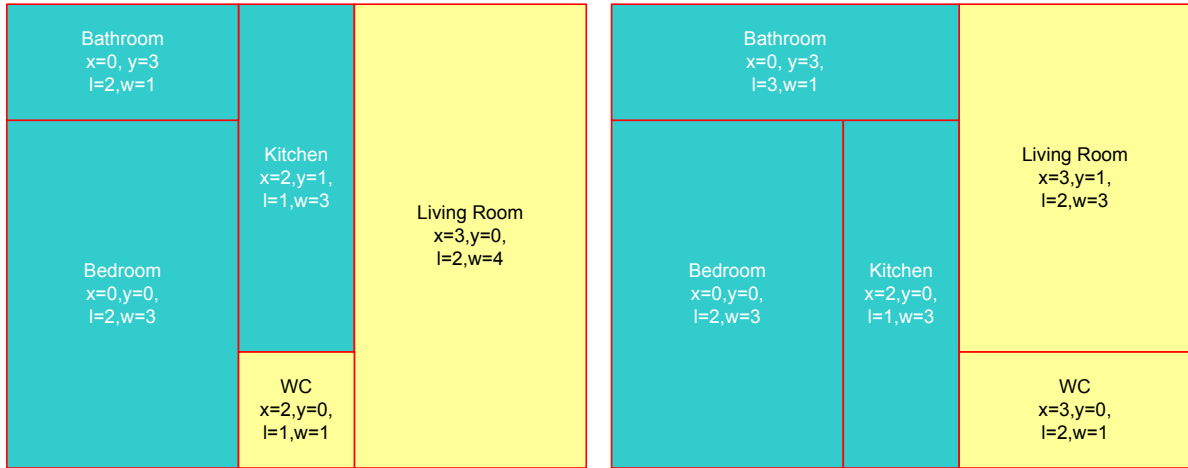 Bathroom
x=0, y=3
l=2,w=1
Kitchen
x=2,y=1,
l=1,w=3
Living Room
x=3,y=0,
l=2,w=4
Bedroom
x=0,y=0,
l=2,w=3
WC
x=2,y=0,
l=1,w=1
Bathroom
x=0, y=3,
l=3,w=1
Living Room
x=3,y=1,
l=2,w=3
Bedroom
x=0,y=0,
l=2,w=3
Kitchen
x=2,y=0,
l=1,w=3
WC
x=3,y=0,
l=2,w=1